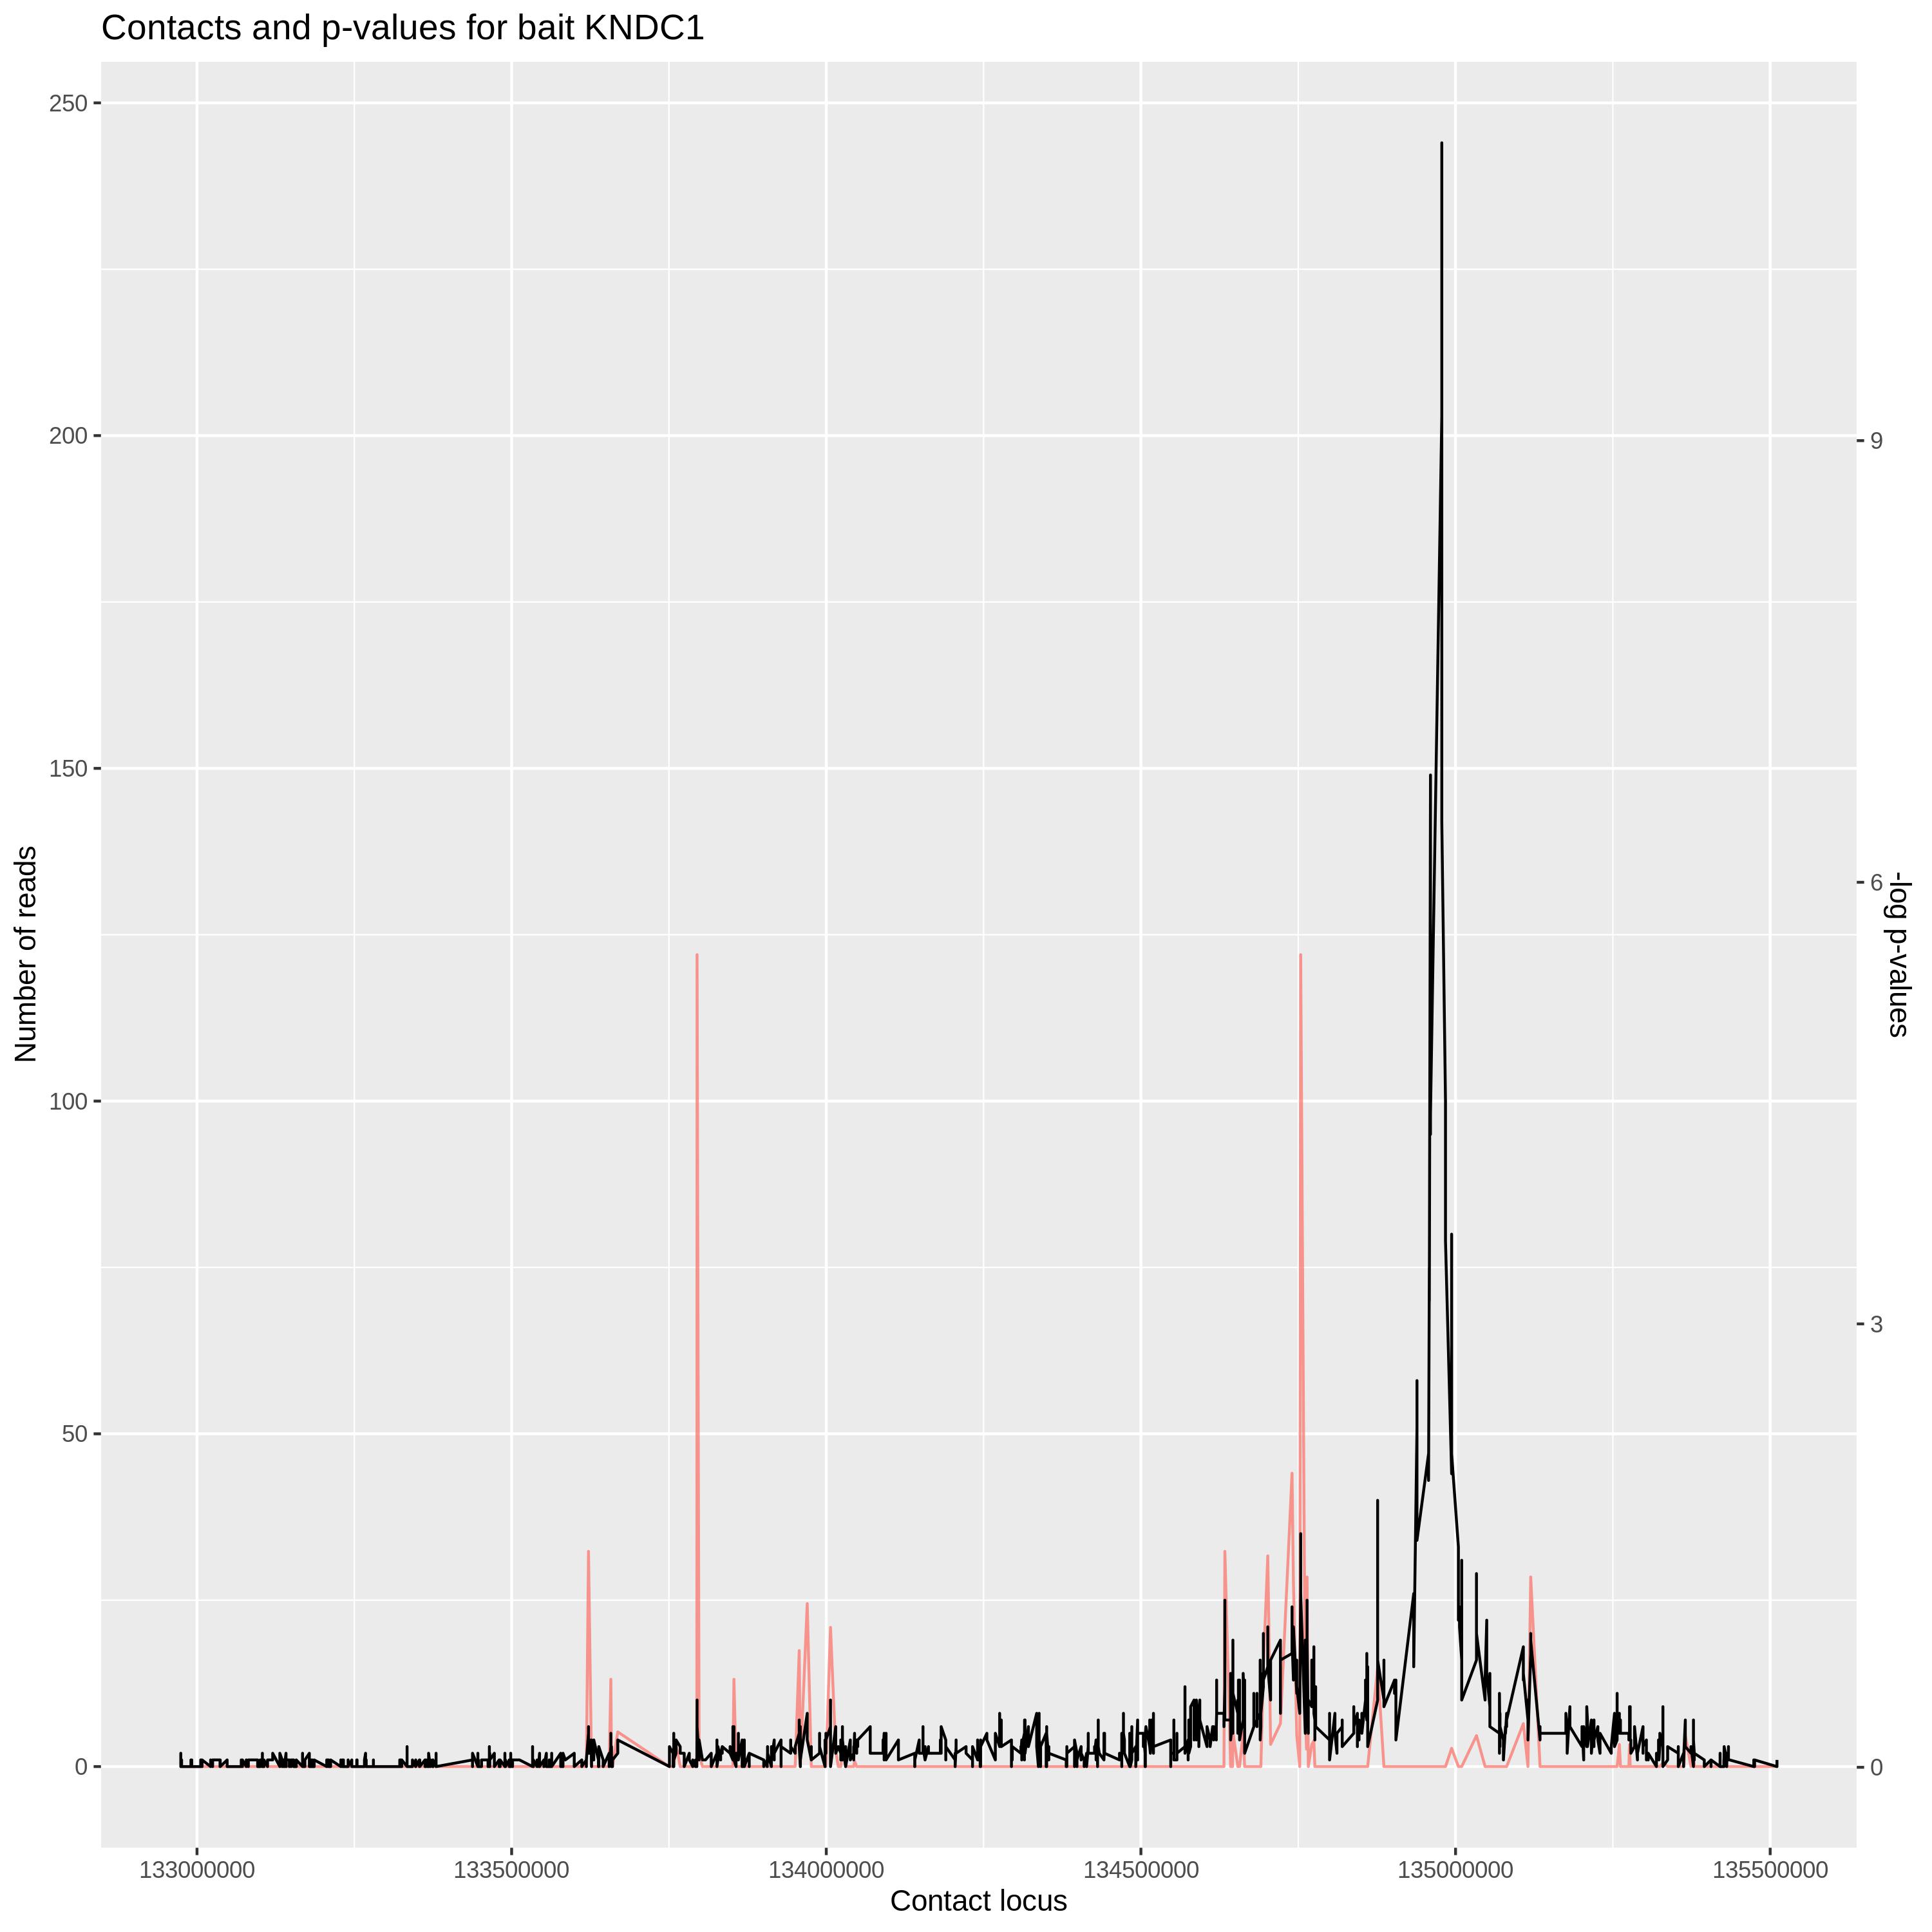 Contacts and p-values for bait KNDC1
250
200
150
100
50
0
Number of reads
9
6
3
0
-log p-values
133000000 133500000 134000000 134500000 135000000 135500000
Contact locus